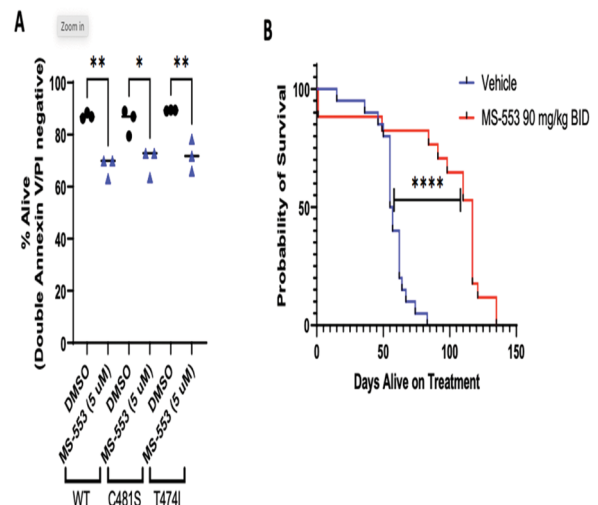 A
Zoom in
** * **
% Alive
(Double Annexin V/PI negative)
100
80
60
40
20
0
DMSO
MS-553 (5 uM)
DMSO
MS-553 (5 uM)
DMSO
MS-553 (5 uM)
WT C481S T474I
B
Probability of Survival
100
50
0
0 50 100 150
Days Alive on Treatment
Vehicle
MS-553 90 mg/kg BID
****